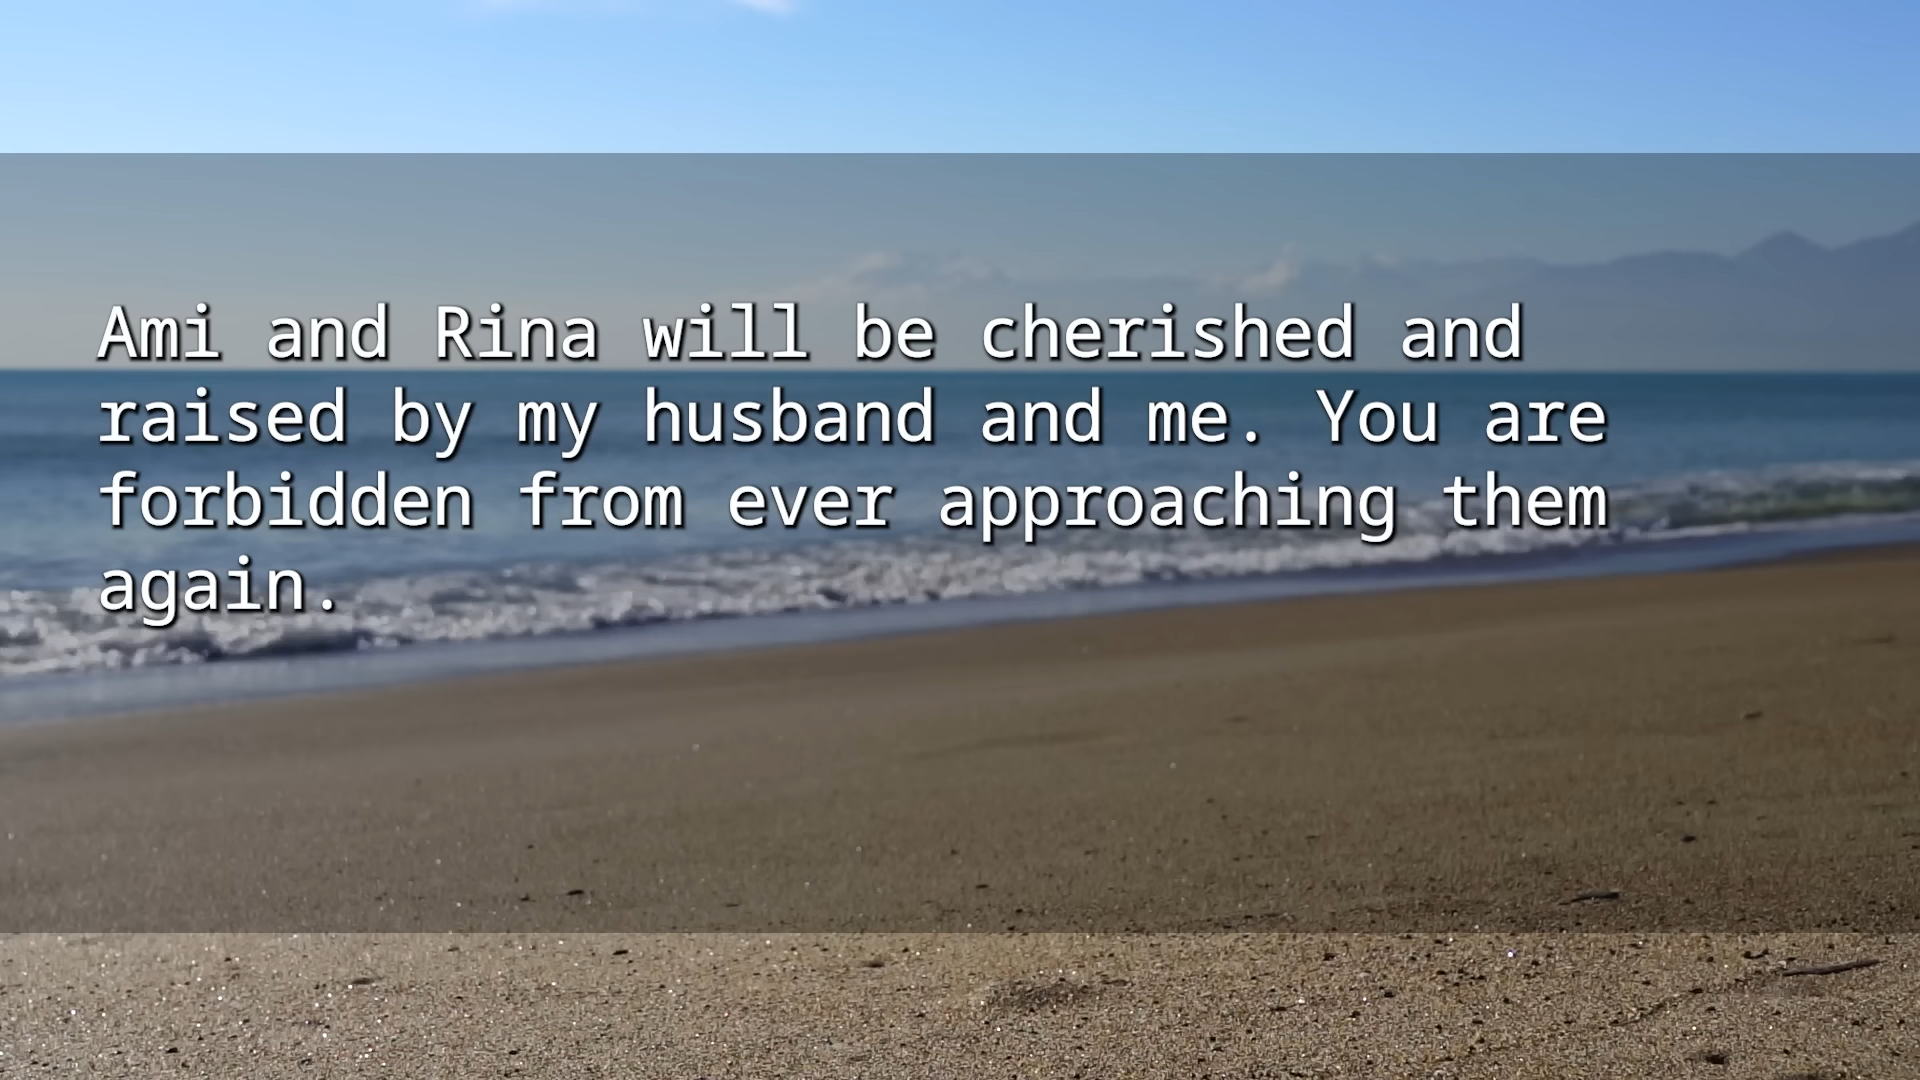 Ami and Rina will be cherished and
raised by my husband and me. You are
forbidden from ever approaching them
again.